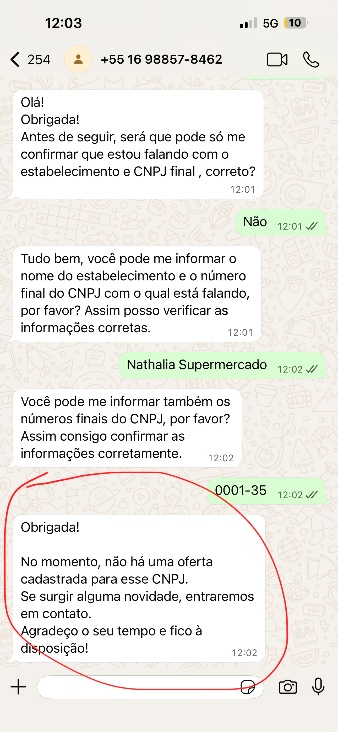 12:03
5G 10
254
+55 16 98857-8462
Olá!
Obrigada!
Antes de seguir, será que pode só me
confirmar que estou falando com o
estabelecimento e CNPJ final , correto?
12:01
Não 12:01
Tudo bem, você pode me informar o
nome do estabelecimento e o número
final do CNPJ com o qual está falando,
por favor? Assim posso verificar as
informações corretas.
12:01
Nathalia Supermercado 12:02
Você pode me informar também os
números finais do CNPJ, por favor?
Assim consigo confirmar as
informações corretamente.
12:02
0001-35 12:02
Obrigada!
No momento, não há uma oferta
cadastrada para esse CNPJ.
Se surgir alguma novidade, entraremos
em contato.
Agradeço o seu tempo e fico à
disposição!
12:02